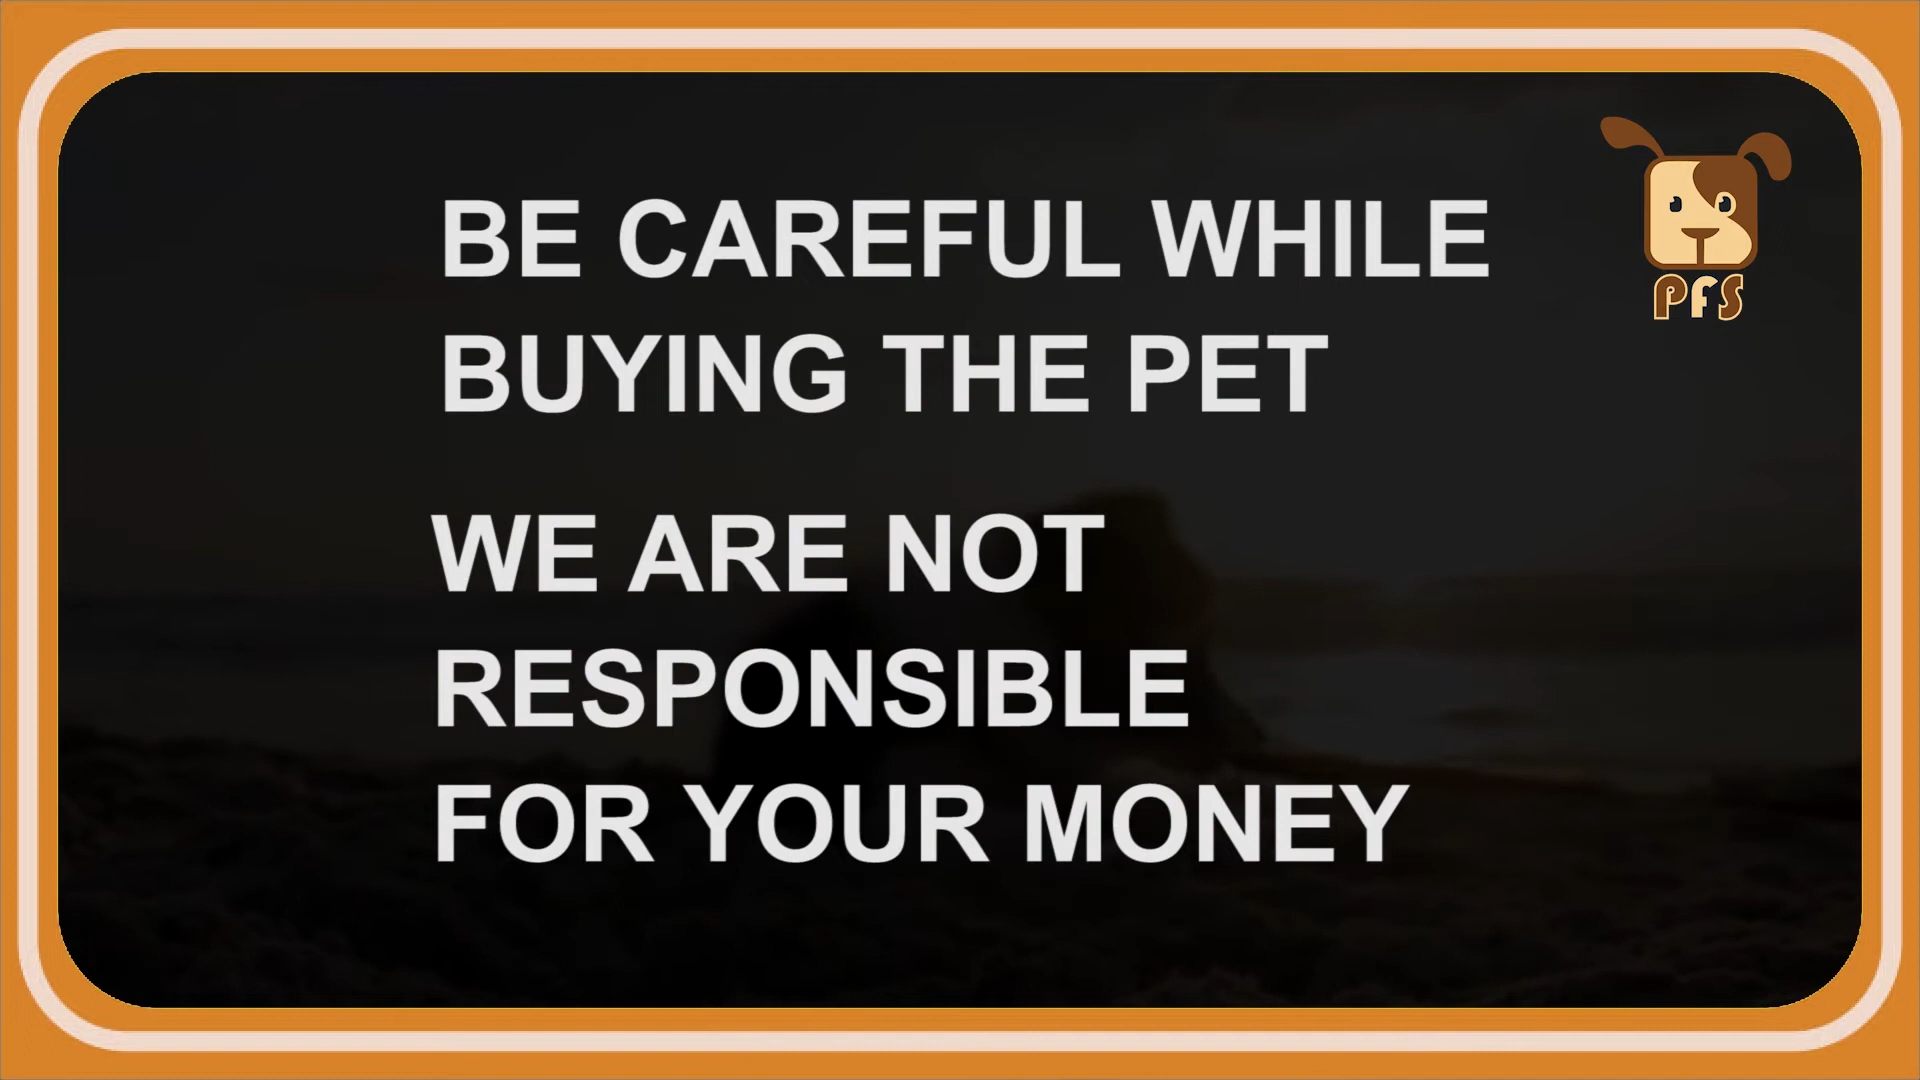 BE CAREFUL WHILE
BUYING THE PET
WE ARE NOT
RESPONSIBLE
FOR YOUR MONEY
PFS